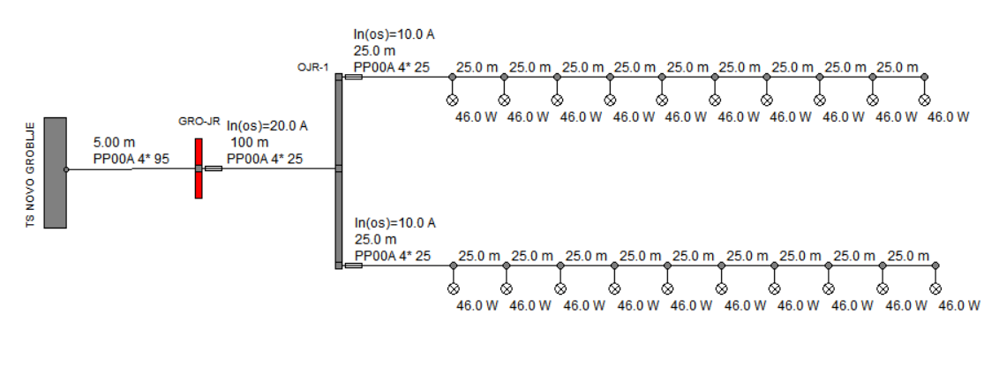 In(os)=10.0 A
25.0 m
OJR-1
PP00A 4* 25
25.0 m 25.0 m 25.0 m 25.0 m 25.0 m 25.0 m 25.0 m 25.0 m 25.0 m
46.0 W 46.0 W 46.0 W 46.0 W 46.0 W 46.0 W 46.0 W 46.0 W 46.0 W 46.0 W
TS NOVO GROBLJE
5.00 m
PP00A 4* 95
GRO-JR
In(os)=20.0 A
100 m
PP00A 4* 25
In(os)=10.0 A
25.0 m
PP00A 4* 25
25.0 m 25.0 m 25.0 m 25.0 m 25.0 m 25.0 m 25.0 m 25.0 m 25.0 m
46.0 W 46.0 W 46.0 W 46.0 W 46.0 W 46.0 W 46.0 W 46.0 W 46.0 W 46.0 W